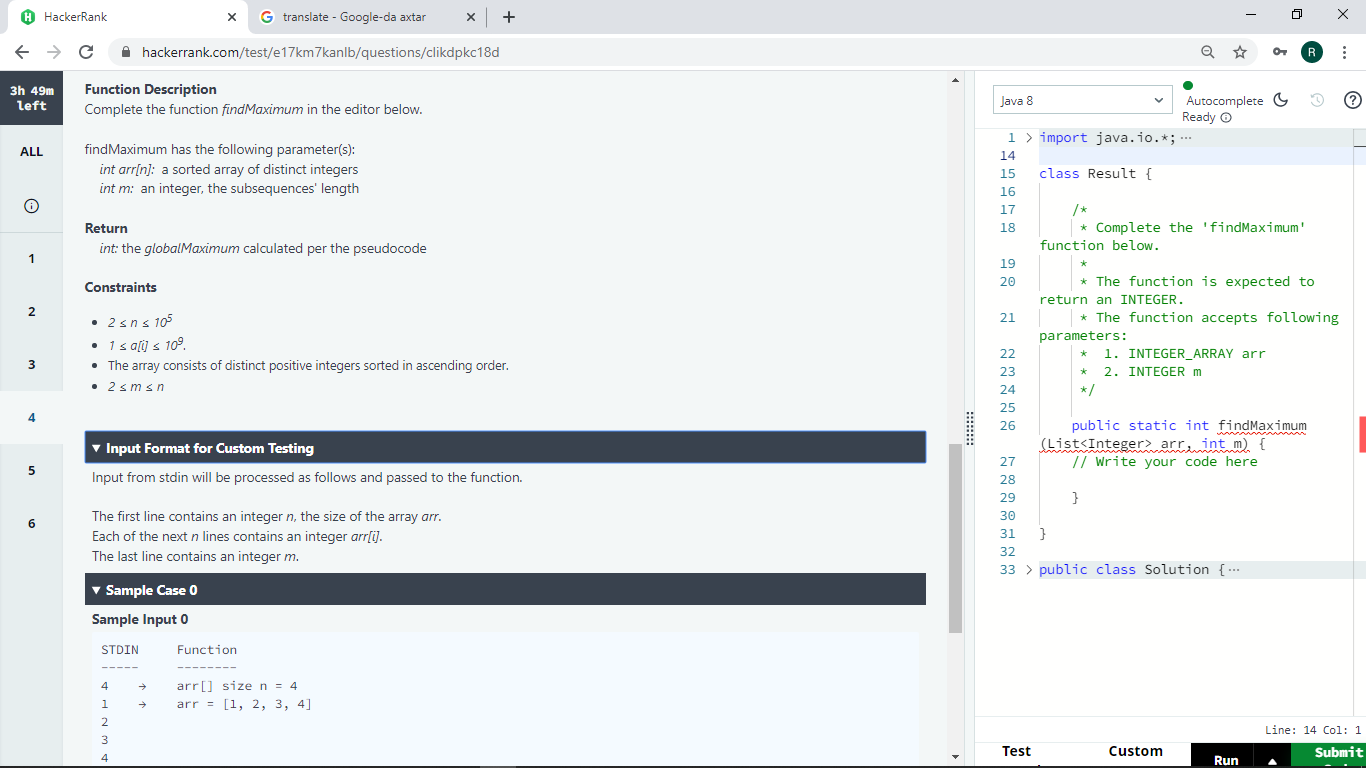 HackerRank
translate - Google-da axtar
hackerrank.com/test/e17km7kanlb/questions/clikdpkc18d
R
3h 49m
left
ALL
1
2
3
4
5
6
Function Description
Complete the function findMaximum in the editor below.
findMaximum has the following parameter(s):
int arr[n]: a sorted array of distinct integers
int m: an integer, the subsequences' length
Return
int: the globalMaximum calculated per the pseudocode
Constraints
• 2 ≤ n ≤ 10⁵
• 1 ≤ a[i] ≤ 10⁹.
• The array consists of distinct positive integers sorted in ascending order.
• 2 ≤ m ≤ n
▼ Input Format for Custom Testing
Input from stdin will be processed as follows and passed to the function.
The first line contains an integer n, the size of the array arr.
Each of the next n lines contains an integer arr[i].
The last line contains an integer m.
▼ Sample Case 0
Sample Input 0
STDIN Function
----- --------
4 → arr[] size n = 4
1 → arr = [1, 2, 3, 4]
2
3
4
Java 8
Autocomplete
Ready
1 > import java.io.*; ···
14
15 class Result {
16
17 /*
18 * Complete the 'findMaximum'
function below.
19 *
20 * The function is expected to
return an INTEGER.
21 * The function accepts following
parameters:
22 * 1. INTEGER_ARRAY arr
23 * 2. INTEGER m
24 */
25
26 public static int findMaximum
(List<Integer> arr, int m) {
27 // Write your code here
28
29 }
30
31 }
32
33 > public class Solution { ···
Line: 14 Col: 1
Test
Custom
Run
Submit